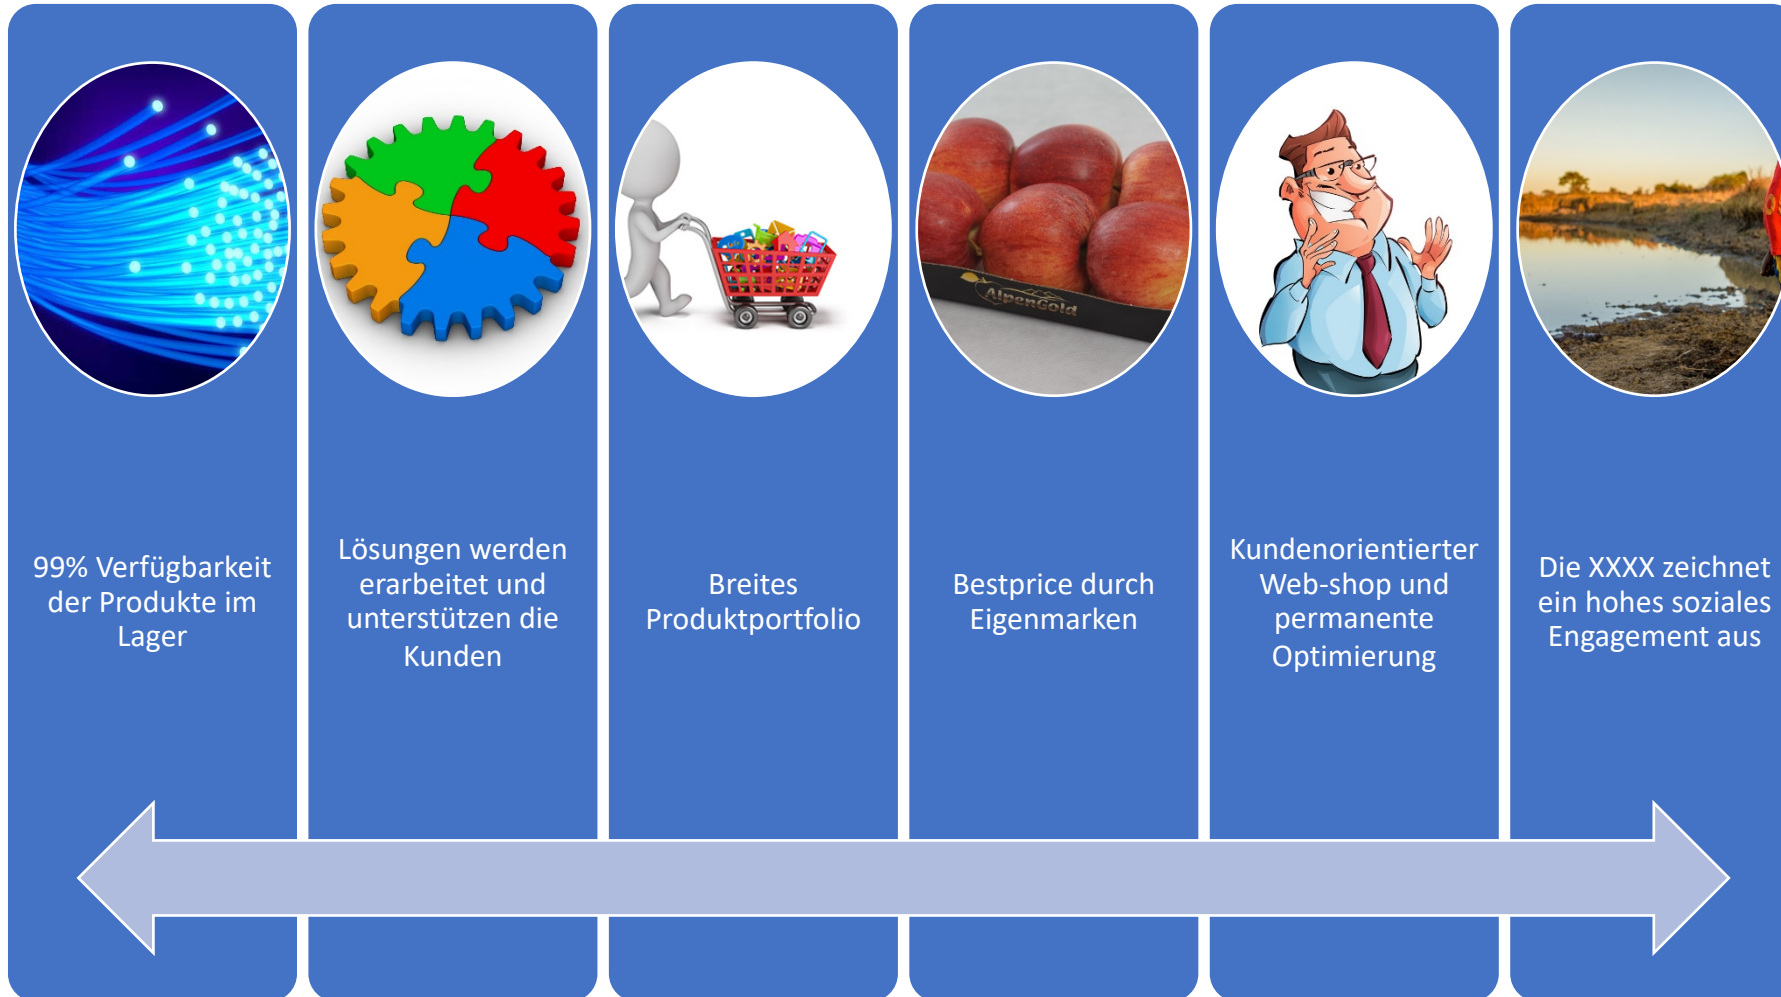 AlpenGold
99% Verfügbarkeit
der Produkte im
Lager
Lösungen werden
erarbeitet und
unterstützen die
Kunden
Breites
Produktportfolio
Bestprice durch
Eigenmarken
Kundenorientierter
Web-shop und
permanente
Optimierung
Die XXXX zeichnet
ein hohes soziales
Engagement aus